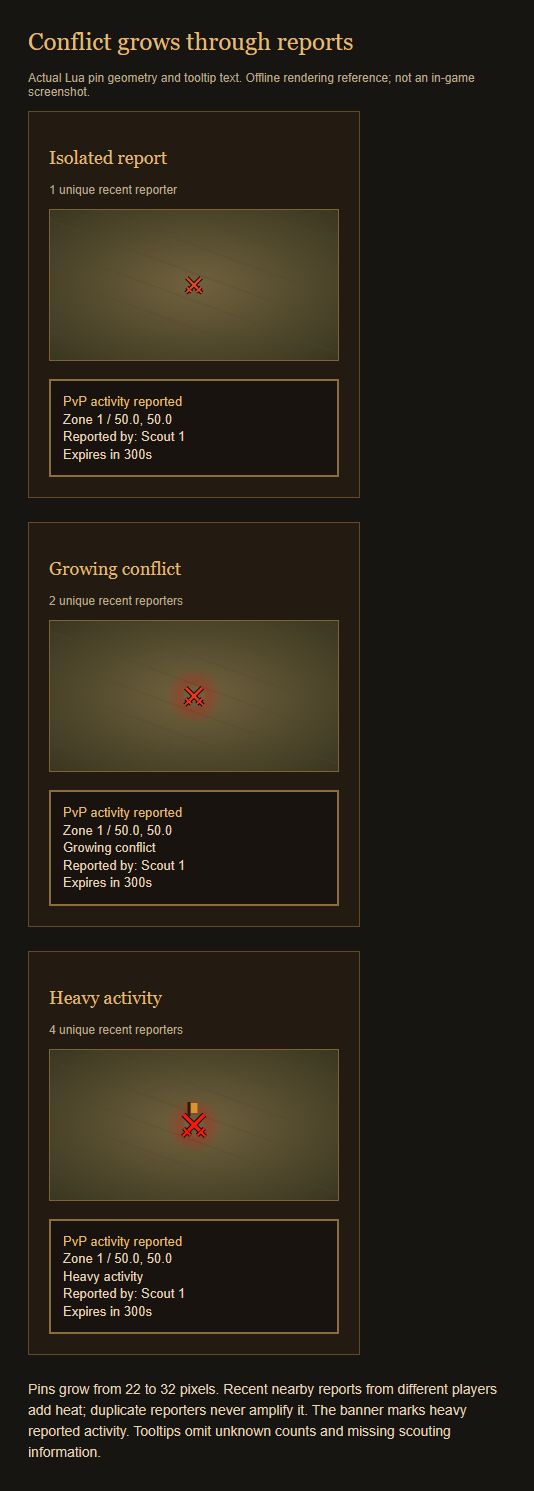 Conflict grows through reports
Actual Lua pin geometry and tooltip text. Offline rendering reference; not an in-game
screenshot.
Isolated report
1 unique recent reporter
PvP activity reported
Zone 1 / 50.0, 50.0
Reported by: Scout 1
Expires in 300s
Growing conflict
2 unique recent reporters
PvP activity reported
Zone 1 / 50.0, 50.0
Growing conflict
Reported by: Scout 1
Expires in 300s
Heavy activity
4 unique recent reporters
PvP activity reported
Zone 1 / 50.0, 50.0
Heavy activity
Reported by: Scout 1
Expires in 300s
Pins grow from 22 to 32 pixels. Recent nearby reports from different players
add heat; duplicate reporters never amplify it. The banner marks heavy
reported activity. Tooltips omit unknown counts and missing scouting
information.